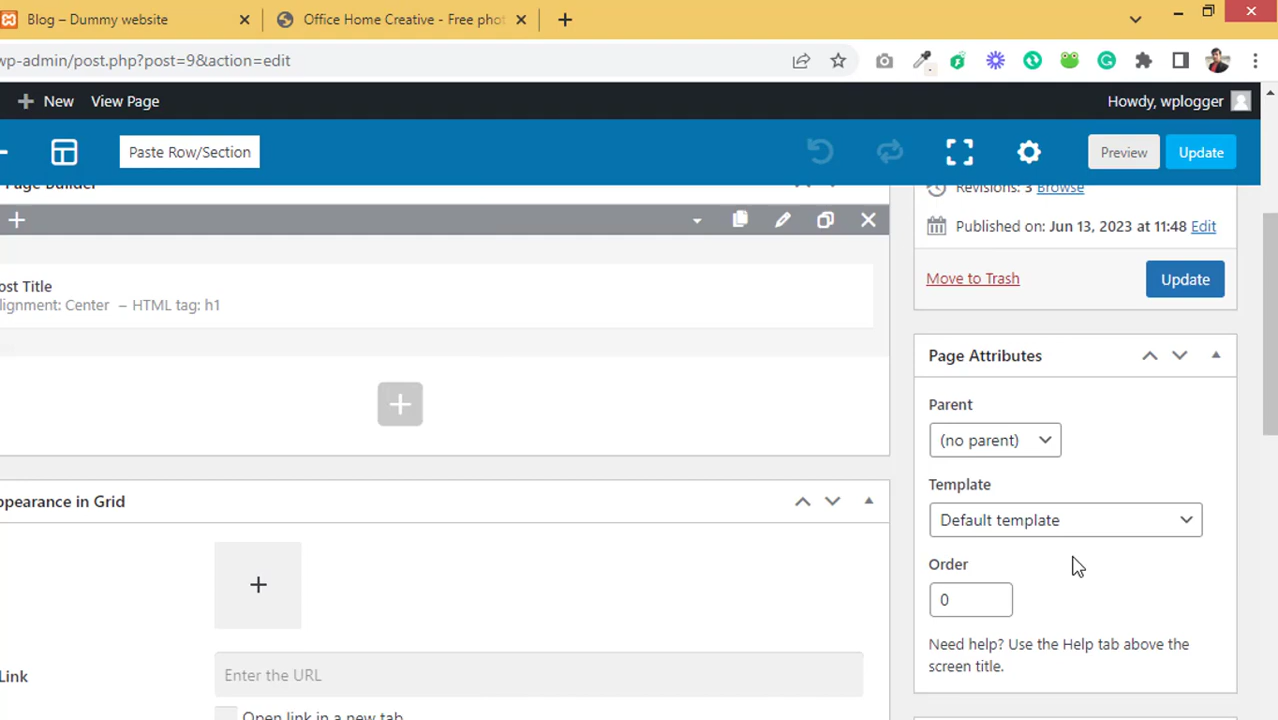 Blog – Dummy website
Office Home Creative - Free phot
wp-admin/post.php?post=9&action=edit
New
View Page
Howdy, wplogger
Paste Row/Section
Preview
Update
Page Builder
Revisions: 3 Browse
Published on: Jun 13, 2023 at 11:48 Edit
ost Title
lignment: Center – HTML tag: h1
Move to Trash
Update
Page Attributes
Parent
(no parent)
Template
Default template
ppearance in Grid
Order
0
Need help? Use the Help tab above the
screen title.
Link
Enter the URL
Open link in a new tab